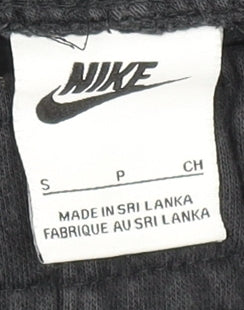 NIKE
S P CH
MADE IN SRI LANKA
FABRIQUE AU SRI LANKA